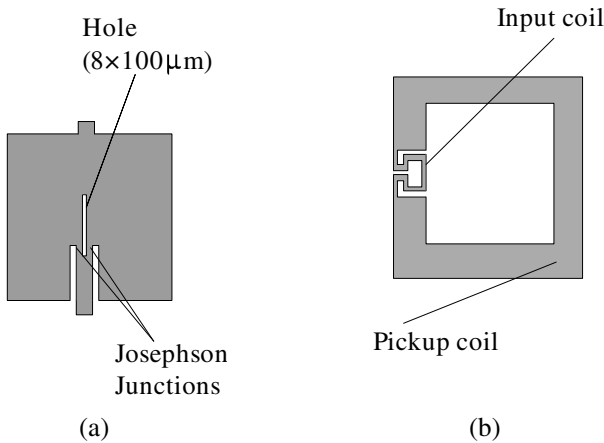 Hole
(8×100μm)
Josephson
Junctions
(a)
Input coil
Pickup coil
(b)